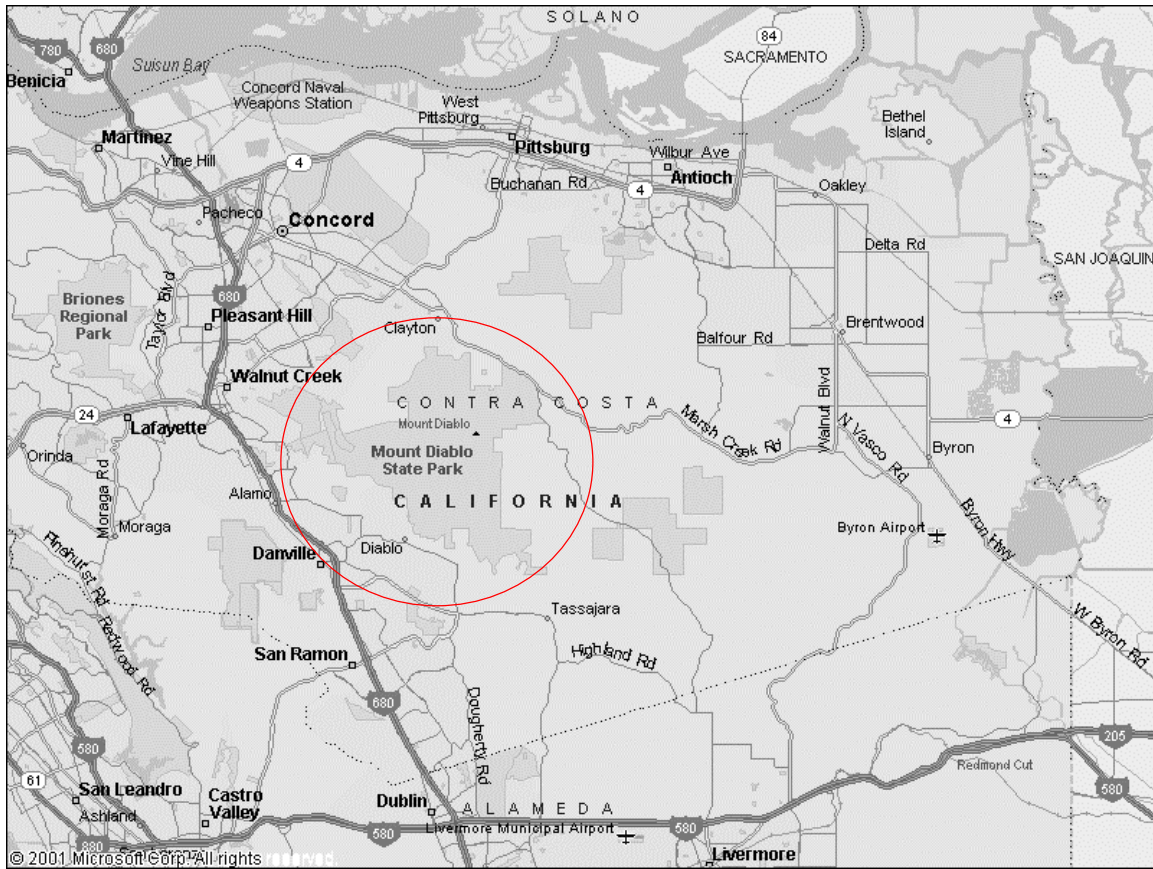 SOLANO
84
SACRAMENTO
780
680
Benicia
Suisun Bay
Concord Naval
Weapons Station
West
Pittsburg
Bethel
Island
Martinez
Vine Hill
4
Pittsburg
Wilbur Ave
Antioch
Buchanan Rd
4
Oakley
Pacheco
Concord
Delta Rd
SAN JOAQUIN
Taylor Blvd
680
Briones
Regional
Park
Pleasant Hill
Clayton
Brentwood
Balfour Rd
Walnut Creek
Walnut Blvd
CONTRA COSTA
24
Lafayette
Mount Diablo
Marsh Creek Rd
N Vasco Rd
4
Orinda
Mount Diablo
State Park
Byron
Moraga Rd
Alamo
CALIFORNIA
Moraga
Byron Airport
Byron Hwy
Diablo
Danville
Pinehurst Rd
Redwood Rd
Tassajara
W Byron Rd
San Ramon
Highland Rd
680
Dougherty Rd
580
205
Redmond Cut
61
580
San Leandro
Castro
Valley
Dublin
ALAMEDA
Ashland
580
Livermore Municipal Airport
580
880
Livermore
© 2001 Microsoft Corp. All rights reserved.